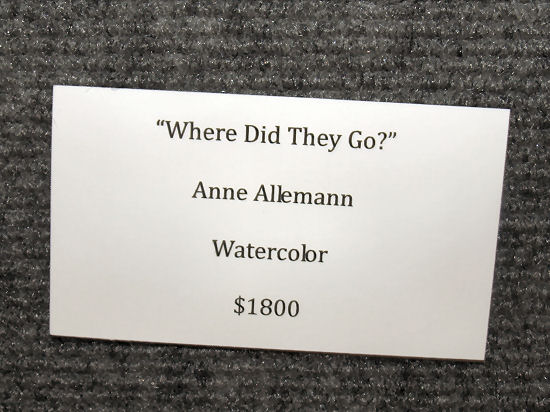 “Where Did They Go?”
Anne Allemann
Watercolor
$1800